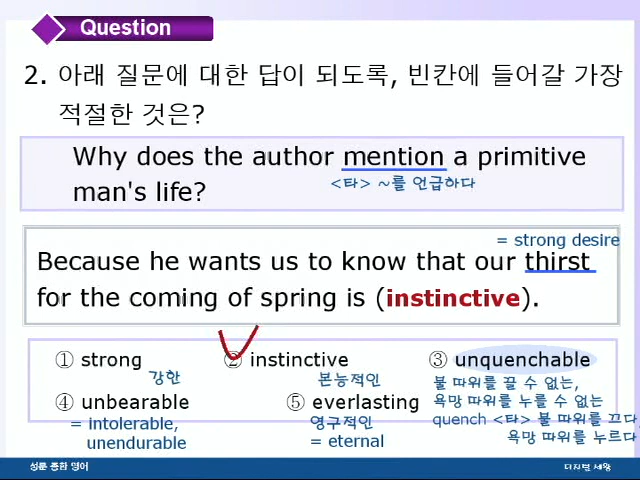 Question
2. 아래 질문에 대한 답이 되도록, 빈칸에 들어갈 가장
적절한 것은?
Why does the author mention a primitive
<타> ~를 언급하다
man's life?
= strong desire
Because he wants us to know that our thirst
for the coming of spring is (instinctive).
① strong ② instinctive ③ unquenchable
강한 본능적인 불 따위를 끌 수 없는,
욕망 따위를 누를 수 없는
④ unbearable ⑤ everlasting
= intolerable, 영구적인 quench <타> 불 따위를 끄다,
unendurable = eternal 욕망 따위를 누르다
성문 종합 영어 디지털 세왕